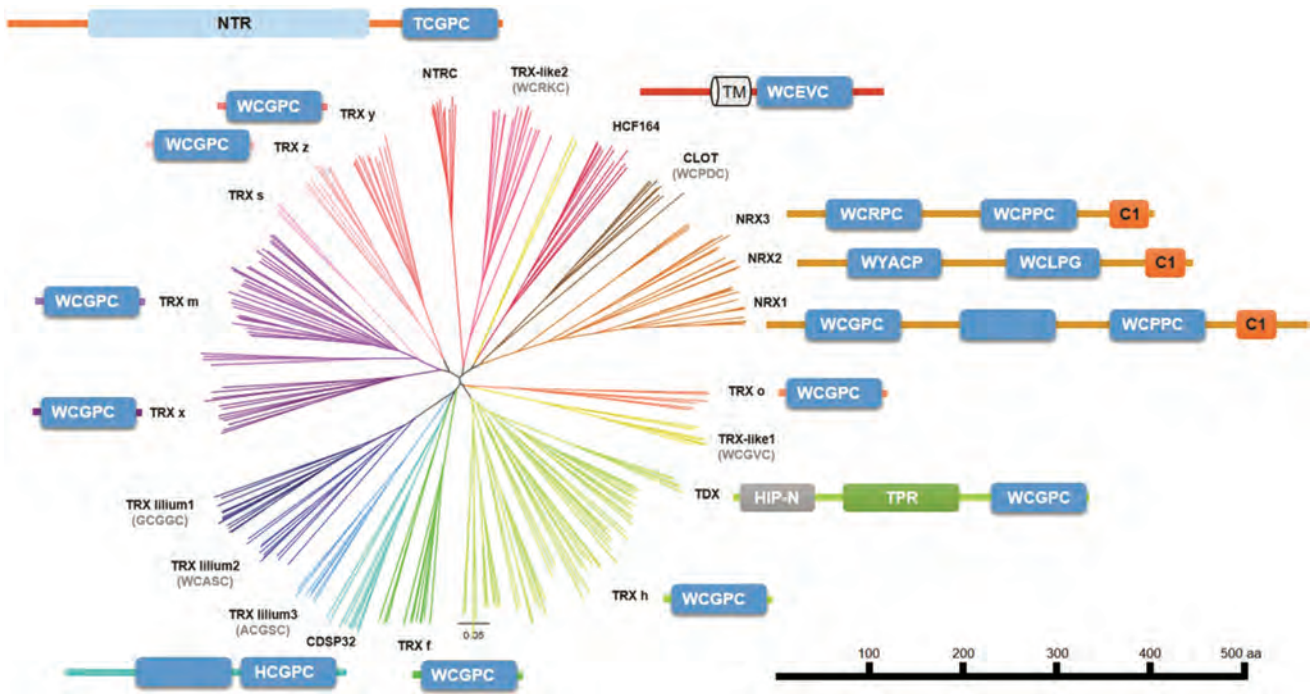 NTR TCGPC
NTRC
TRX-like2
(WCRKC)
TM WCEVC
WCGPC TRX y
WCGPC TRX z
HCF164
CLOT
(WCPDC)
TRX s
NRX3 WCRPC WCPPC C1
NRX2 WYACP WCLPG C1
NRX1 WCGPC WCPPC C1
WCGPC TRX m
WCGPC TRX x
TRX o WCGPC
TRX-like1
(WCGVC)
TDX HIP-N TPR WCGPC
TRX lilium1
(GCGGC)
TRX lilium2
(WCASC)
TRX lilium3
(ACGSC)
TRX h WCGPC
0.05
CDSP32
TRX f
HCGPC
WCGPC
100 200 300 400 500 aa